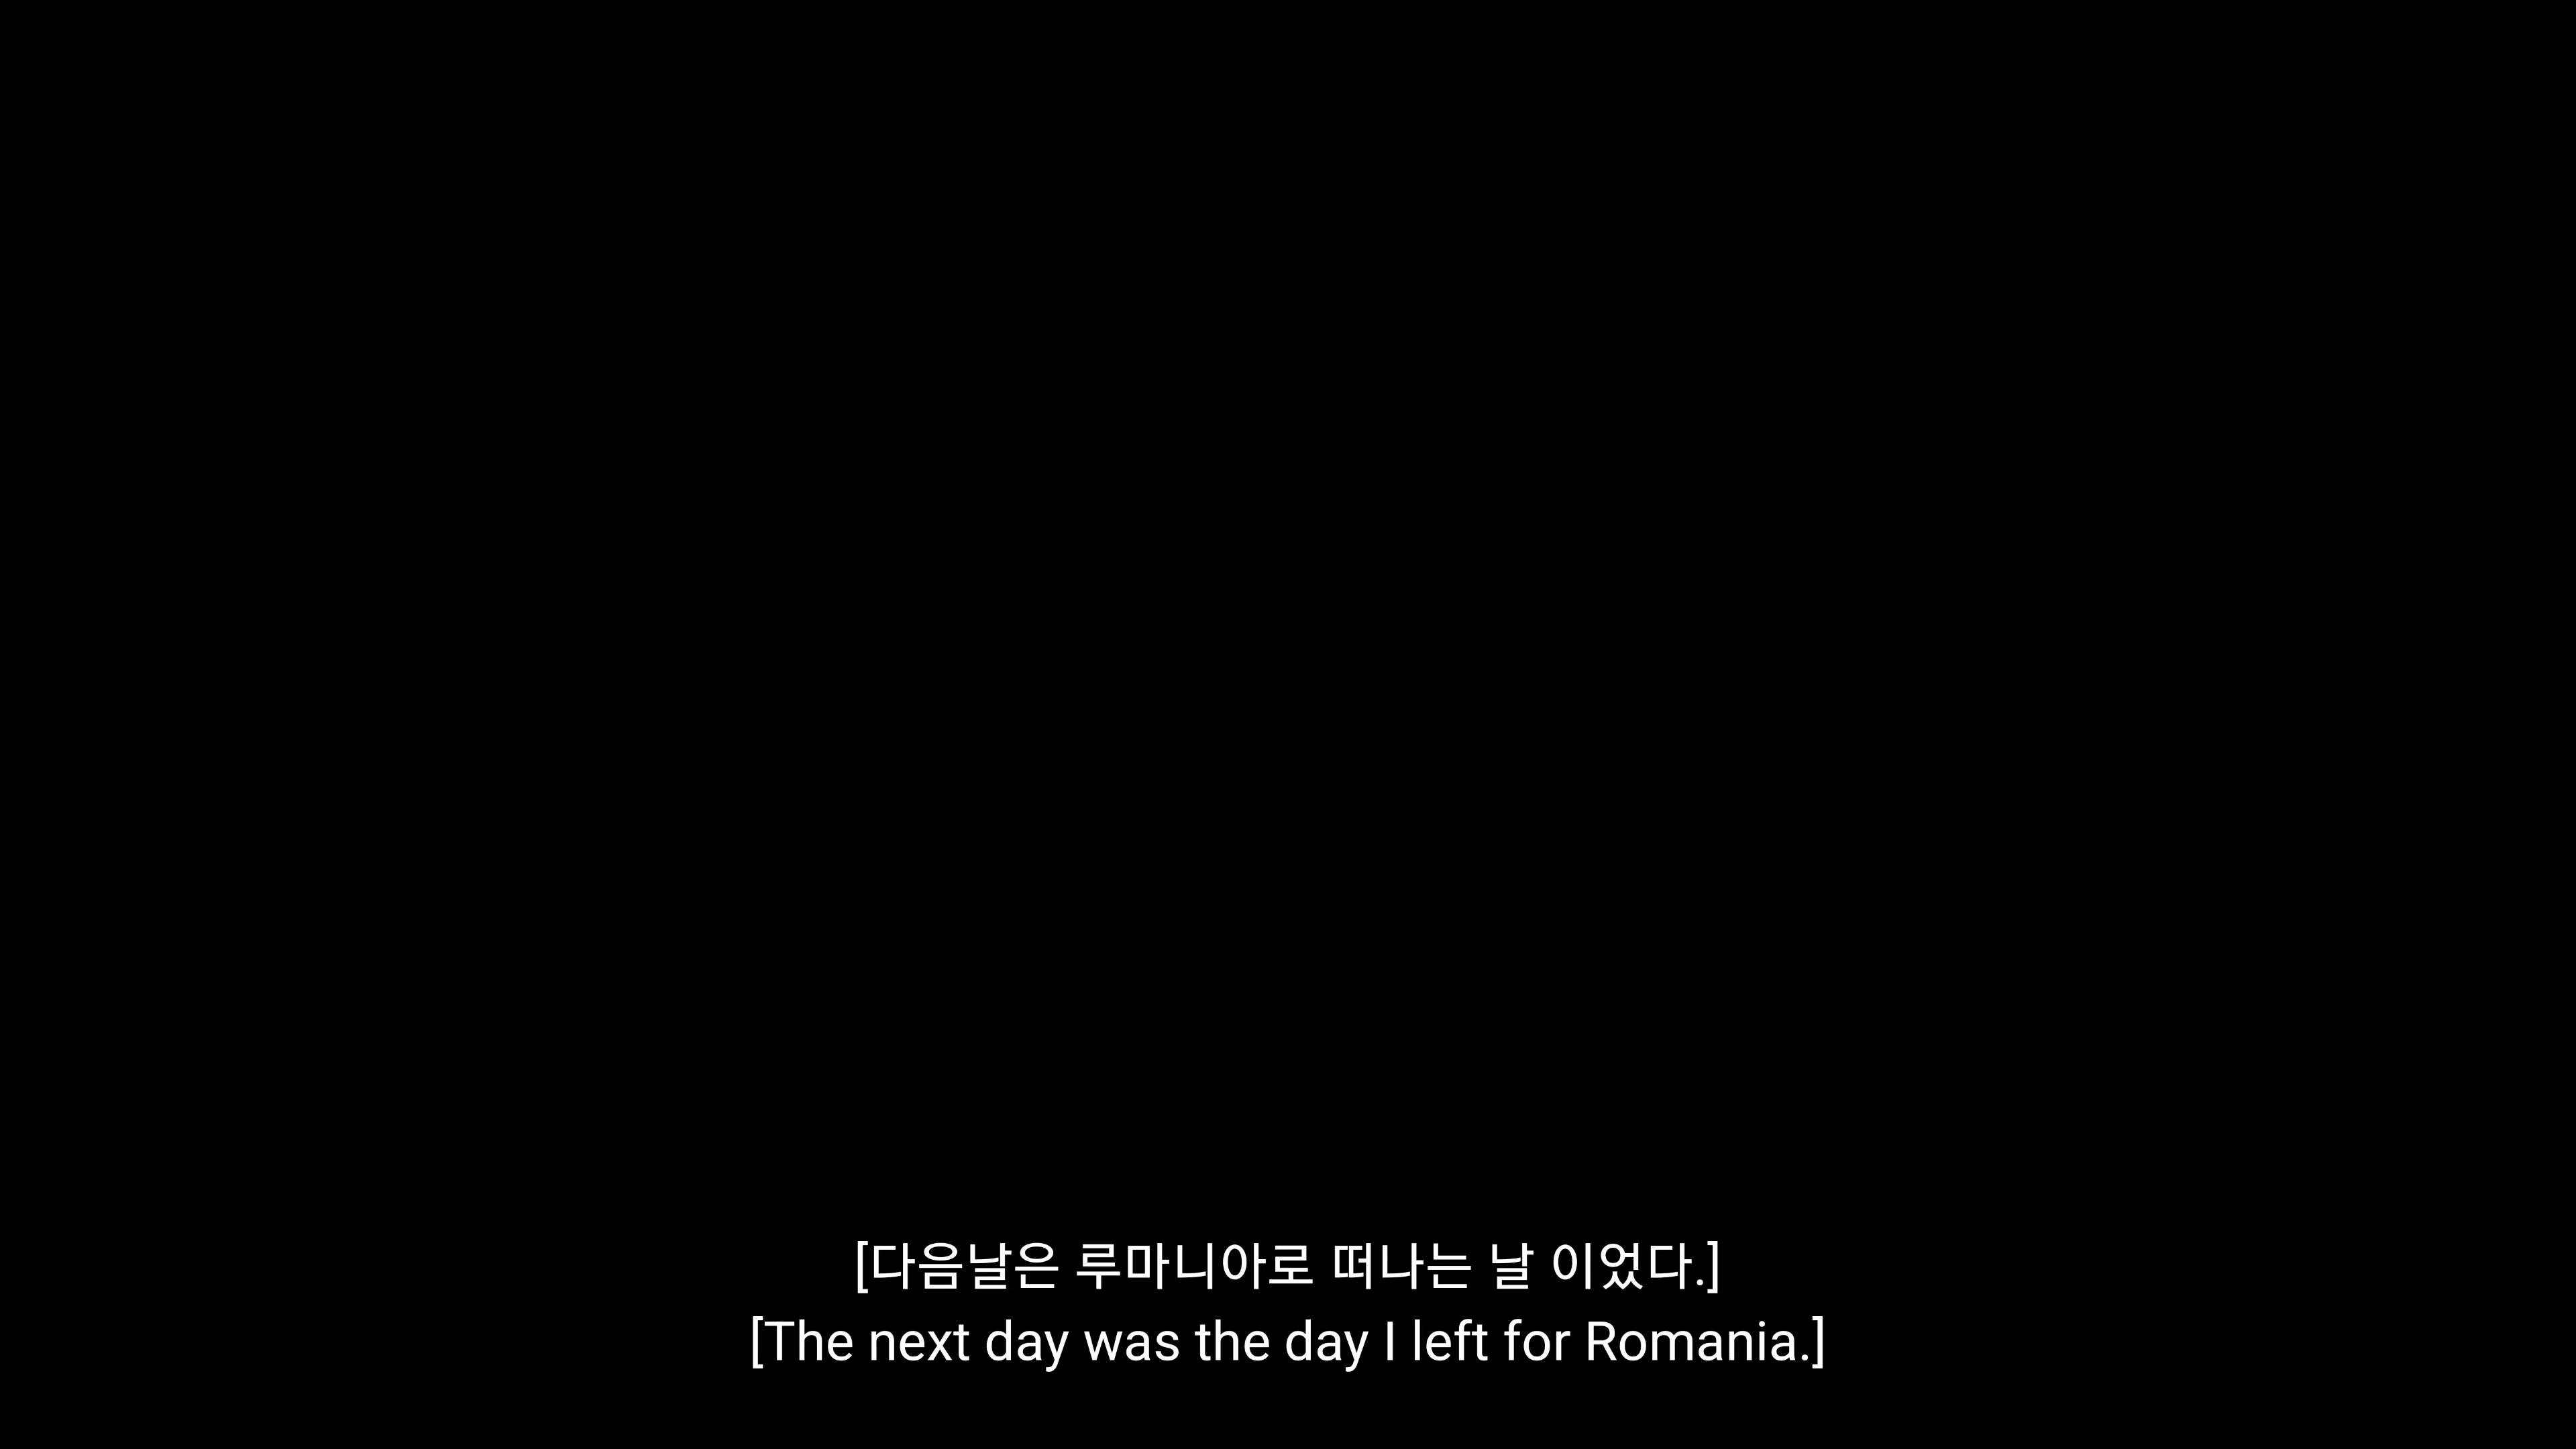 [다음날은 루마니아로 떠나는 날 이었다.]
[The next day was the day I left for Romania.]